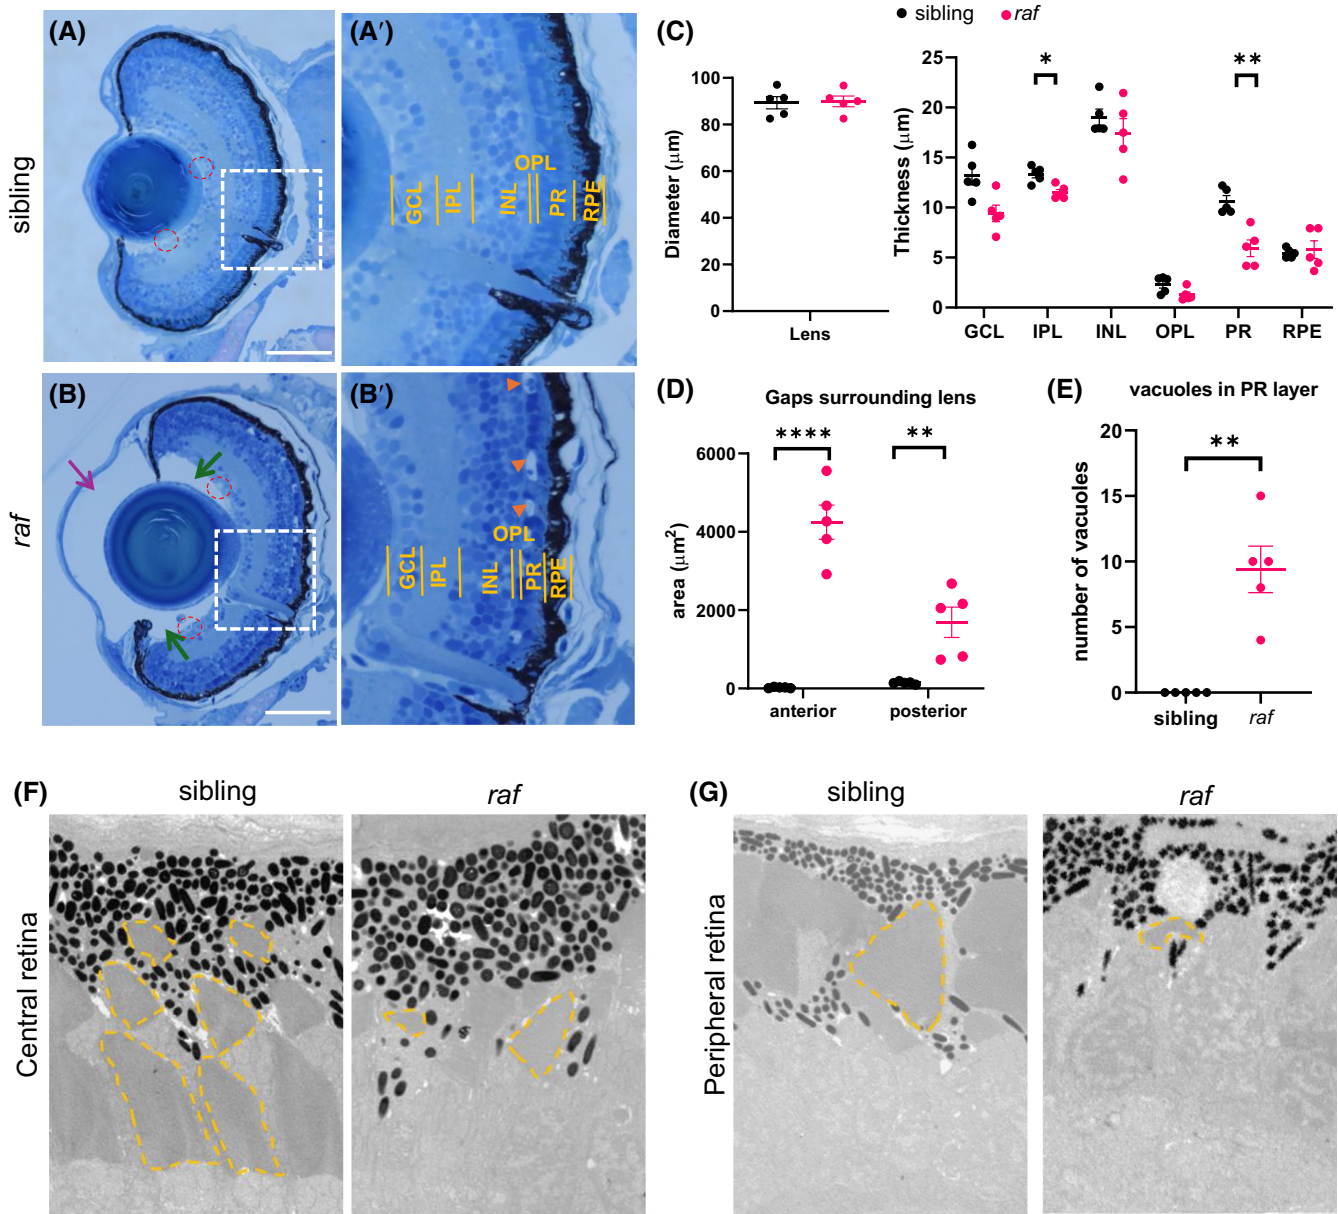 (A)
sibling
(A′)
OPL
GCL
IPL
INL
PR
RPE
(B)
raf
(B′)
OPL
GCL
IPL
INL
PR
RPE
(C)
sibling
raf
100
80
60
40
20
0
Diameter (μm)
Lens
25
20
15
10
5
0
Thickness (μm)
*
**
GCL IPL INL OPL PR RPE
(D)
Gaps surrounding lens
6000
4000
2000
0
area (μm²)
****
**
anterior posterior
(E)
vacuoles in PR layer
20
15
10
5
0
number of vacuoles
**
sibling raf
(F)
sibling raf
Central retina
(G)
sibling raf
Peripheral retina